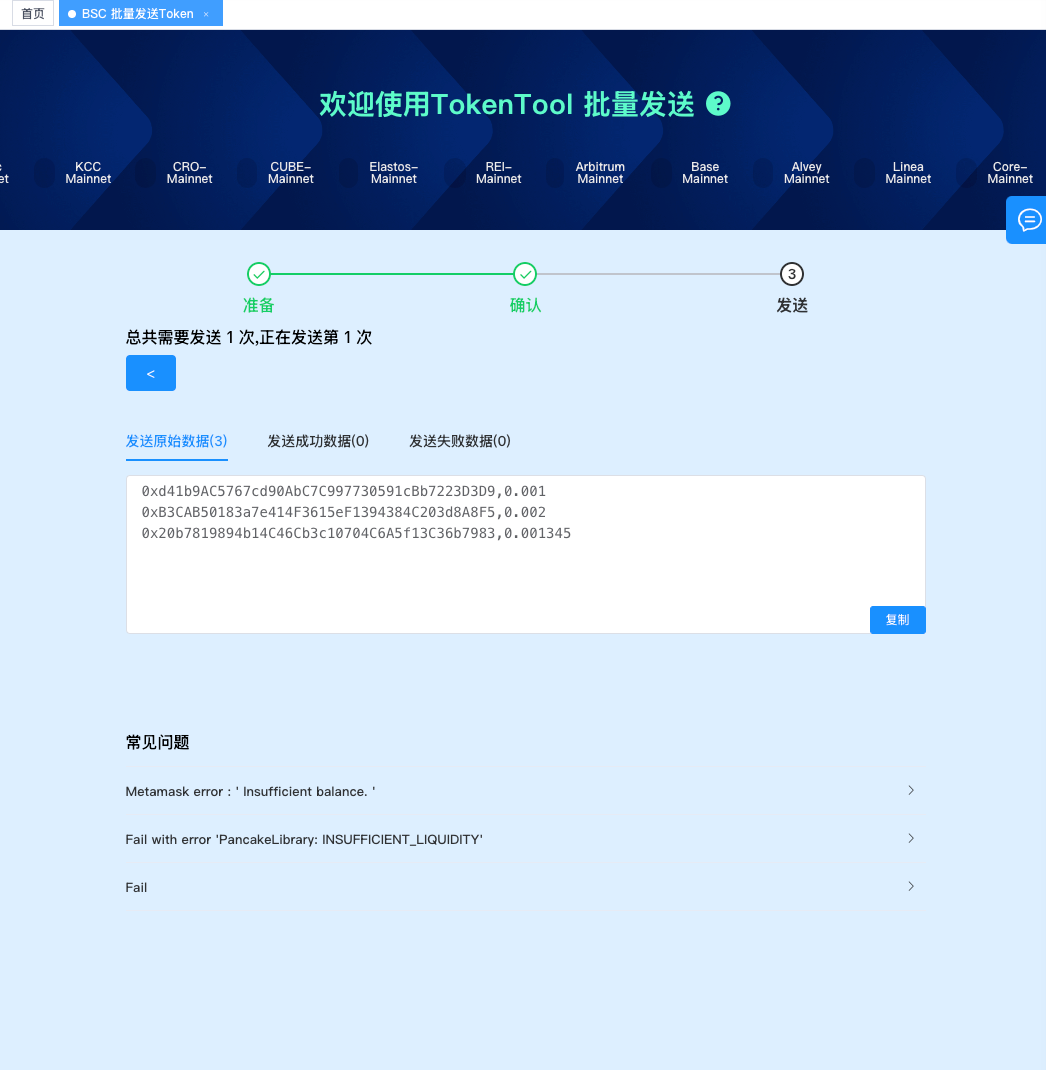 首页
BSC 批量发送Token ×
欢迎使用TokenTool 批量发送 ?
KCC Mainnet
CRO-Mainnet
CUBE-Mainnet
Elastos-Mainnet
REI-Mainnet
Arbitrum Mainnet
Base Mainnet
Alvey Mainnet
Linea Mainnet
Core-Mainnet
3
准备
确认
发送
总共需要发送 1 次,正在发送第 1 次
<
发送原始数据(3)
发送成功数据(0)
发送失败数据(0)
0xd41b9AC5767cd90AbC7C997730591cBb7223D3D9,0.001
0xB3CAB50183a7e414F3615eF1394384C203d8A8F5,0.002
0x20b7819894b14C46Cb3c10704C6A5f13C36b7983,0.001345
复制
常见问题
Metamask error : ' Insufficient balance. '
Fail with error 'PancakeLibrary: INSUFFICIENT_LIQUIDITY'
Fail